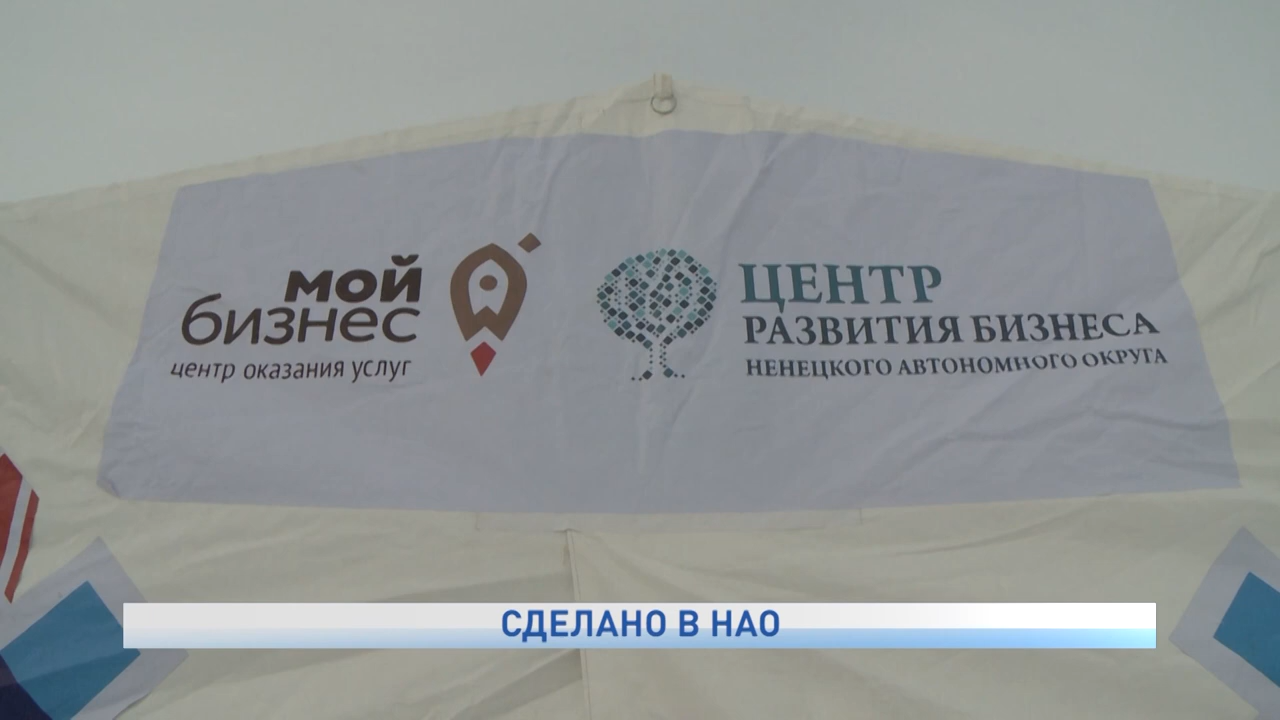 мой
бизнес
центр оказания услуг
ЦЕНТР
РАЗВИТИЯ БИЗНЕСА
НЕНЕЦКОГО АВТОНОМНОГО ОКРУГА
СДЕЛАНО В НАО